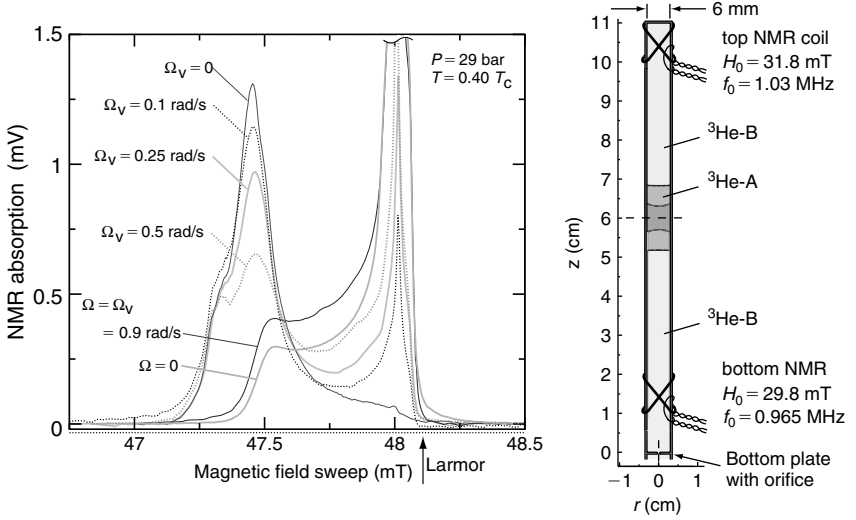 1.5
1
0.5
0
NMR absorption (mV)
47
47.5
48
48.5
Magnetic field sweep (mT)
Larmor
P = 29 bar
T = 0.40 Tc
Ωv = 0
Ωv = 0.1 rad/s
Ωv = 0.25 rad/s
Ωv = 0.5 rad/s
Ω = Ωv
= 0.9 rad/s
Ω = 0
6 mm
11
10
9
8
7
6
5
4
3
2
1
0
z (cm)
−1
0
1
r (cm)
top NMR coil
H0 = 31.8 mT
f0 = 1.03 MHz
3He-B
3He-A
3He-B
bottom NMR
H0 = 29.8 mT
f0 = 0.965 MHz
Bottom plate
with orifice